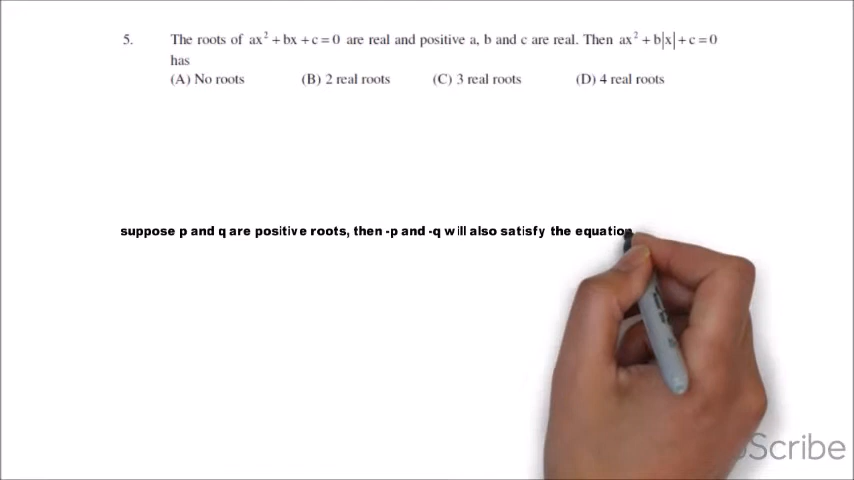 5. The roots of ax² + bx + c = 0 are real and positive a, b and c are real. Then ax² + b|x| + c = 0
has
(A) No roots (B) 2 real roots (C) 3 real roots (D) 4 real roots
suppose p and q are positive roots, then -p and -q will also satisfy the equation
Scribe